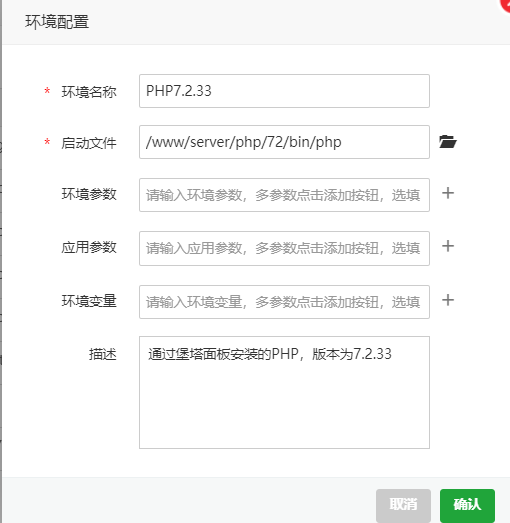 环境配置
* 环境名称 PHP7.2.33
* 启动文件 /www/server/php/72/bin/php
环境参数 请输入环境参数，多参数点击添加按钮，选填
应用参数 请输入应用参数，多参数点击添加按钮，选填
环境变量 请输入环境变量，多参数点击添加按钮，选填
描述 通过堡塔面板安装的PHP，版本为7.2.33
取消 确认